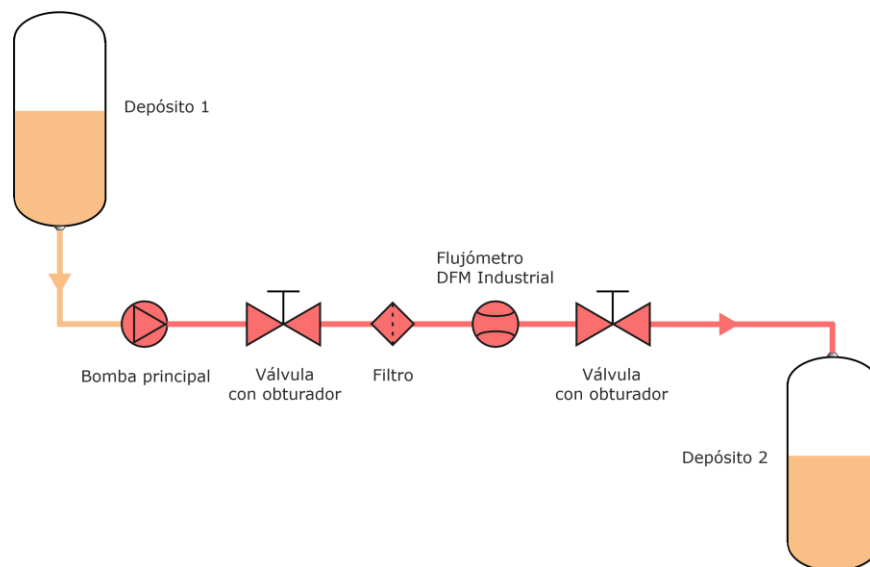 Depósito 1
Flujómetro
DFM Industrial
Bomba principal
Válvula
con obturador
Filtro
Válvula
con obturador
Depósito 2